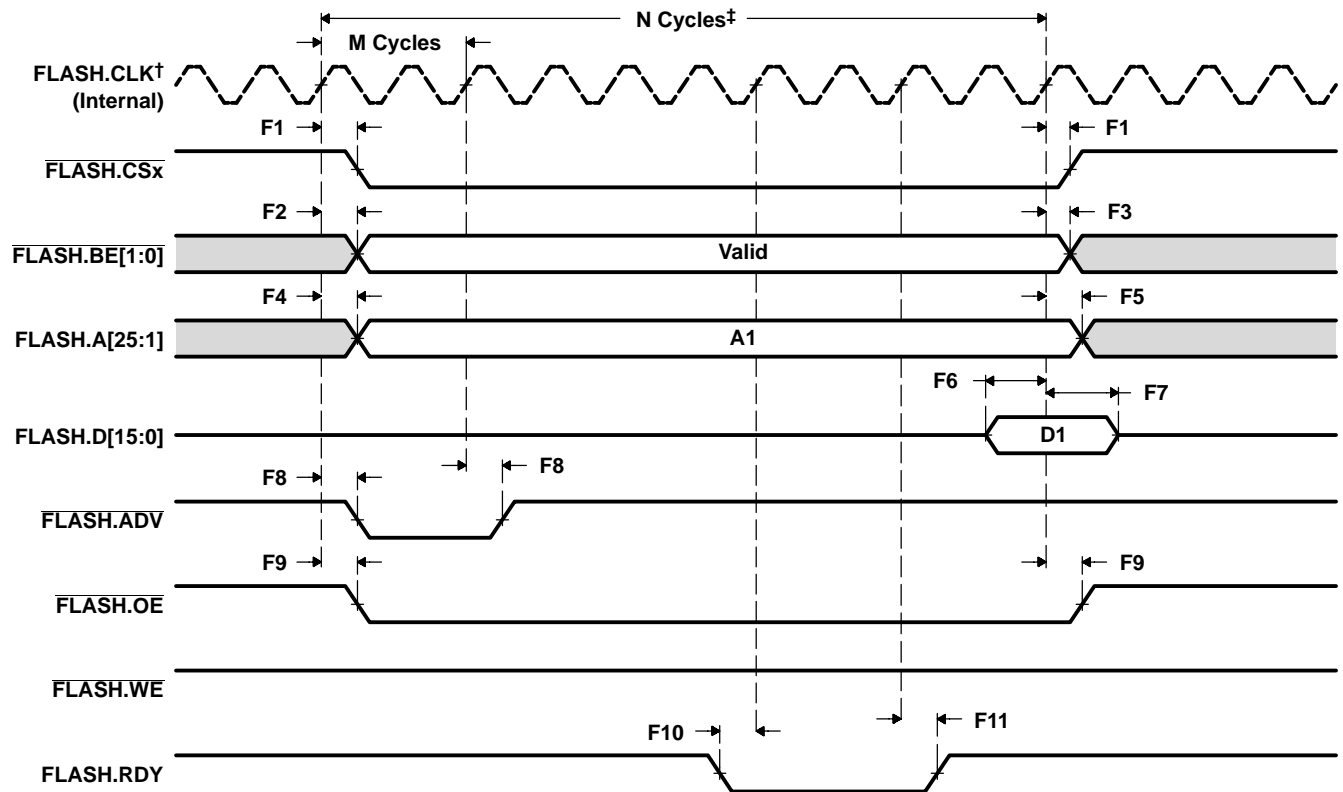 N Cycles‡
M Cycles
FLASH.CLK†
(Internal)
F1
F1
FLASH.CSx
F2
F3
FLASH.BE[1:0]
Valid
F4
F5
FLASH.A[25:1]
A1
F6
F7
FLASH.D[15:0]
D1
F8
F8
FLASH.ADV
F9
F9
FLASH.OE
FLASH.WE
F10
F11
FLASH.RDY